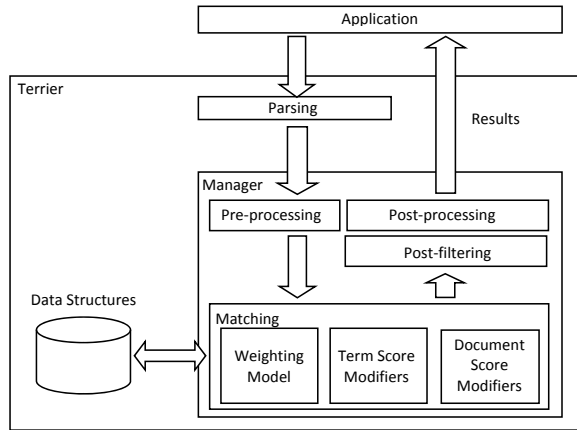 Application
Terrier
Parsing
Results
Manager
Pre-processing
Post-processing
Post-filtering
Data Structures
Matching
Weighting
Model
Term Score
Modifiers
Document
Score
Modifiers